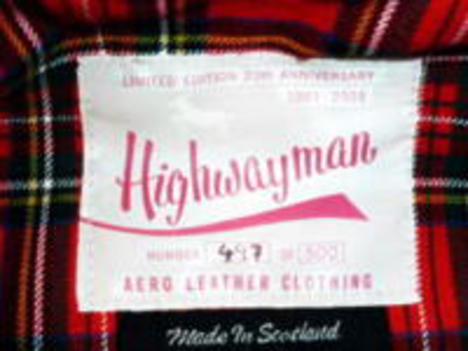 LIMITED EDITION 20TH ANNIVERSARY
Highwayman
NUMBER 497 OF 500
AERO LEATHER CLOTHING
Made In Scotland